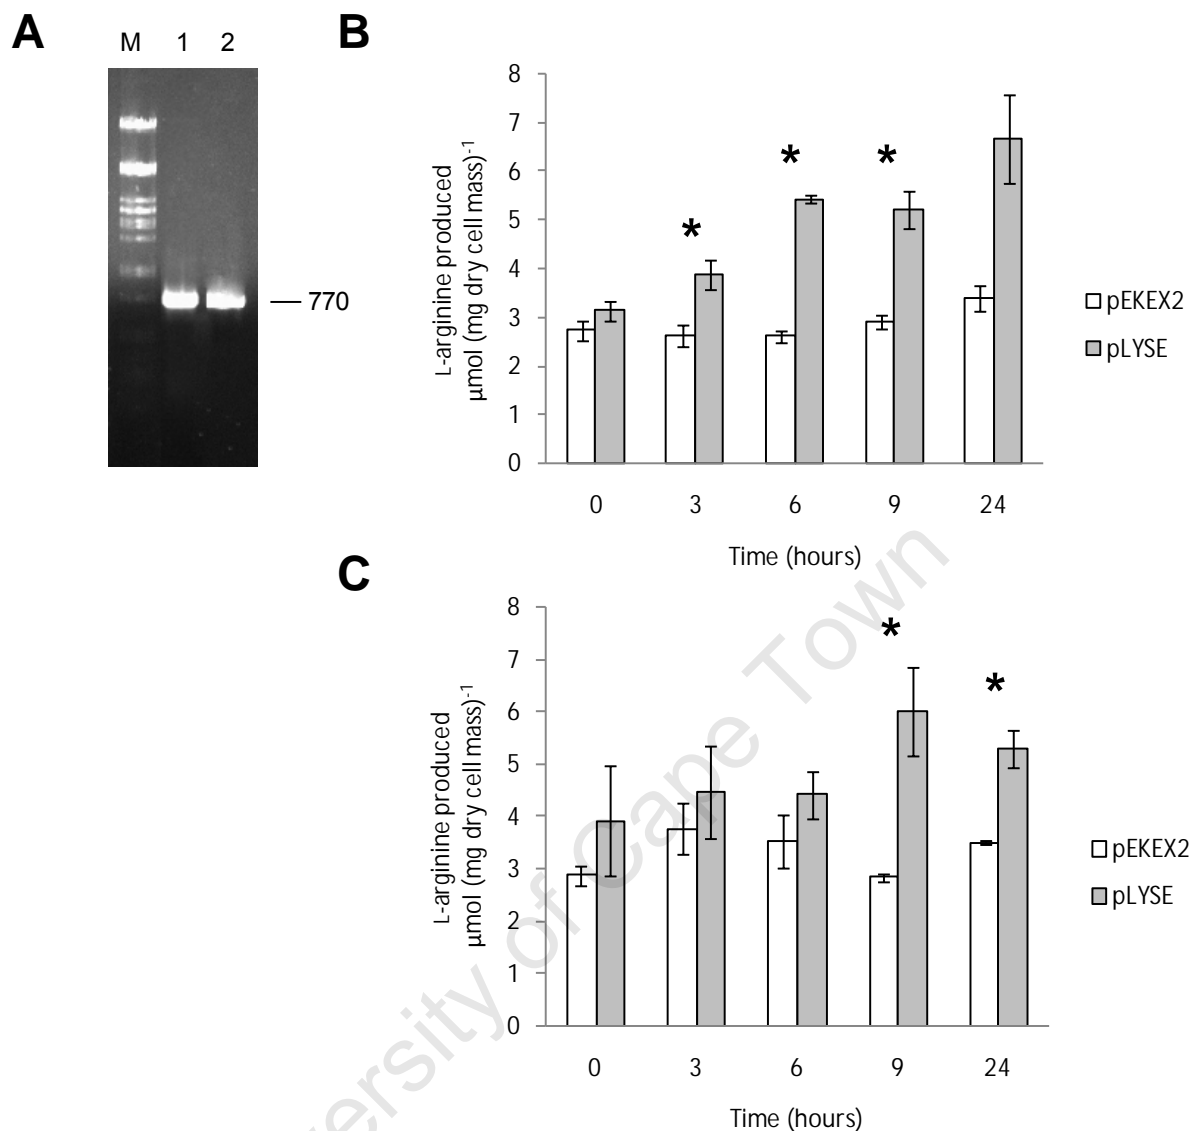 A
M 1 2
770
B
8
7
6
5
4
3
2
1
0
L-arginine produced
µmol (mg dry cell mass)-1
*
*
*
0 3 6 9 24
Time (hours)
pEKEX2
pLYSE
C
8
7
6
5
4
3
2
1
0
L-arginine produced
µmol (mg dry cell mass)-1
*
*
0 3 6 9 24
Time (hours)
pEKEX2
pLYSE
ersity of Cape Town